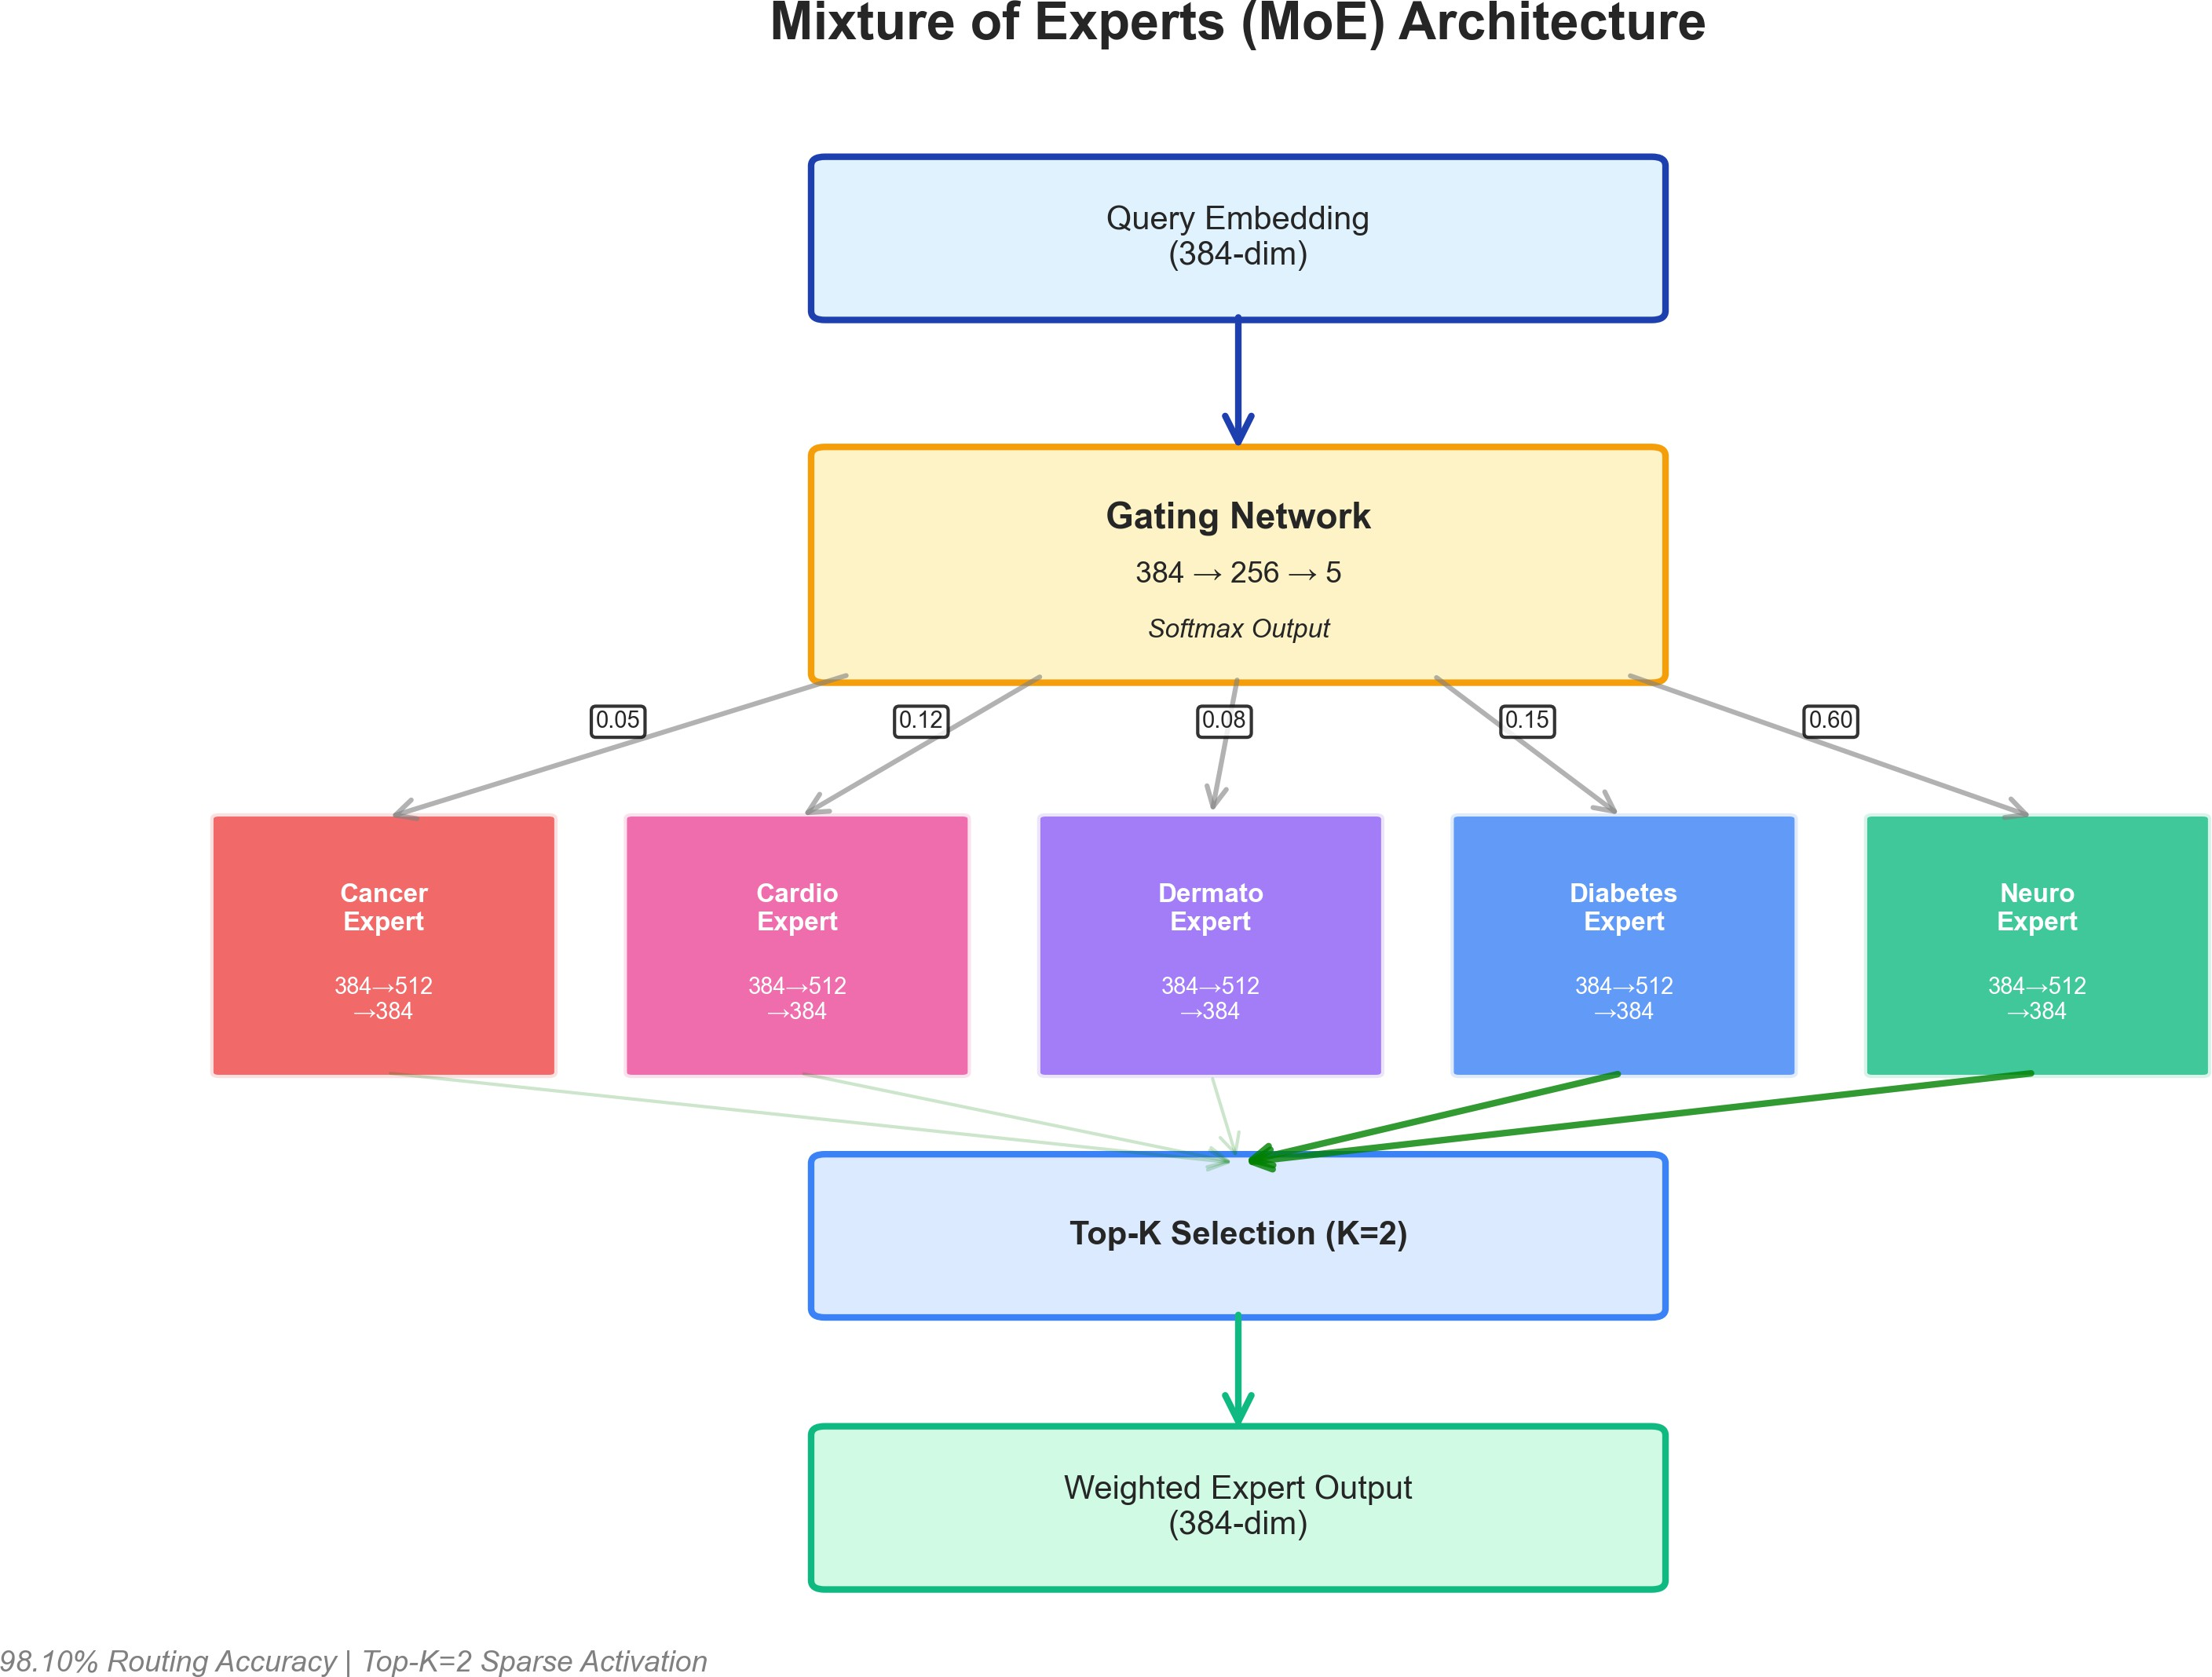 Mixture of Experts (MoE) Architecture
Query Embedding
(384-dim)
Gating Network
384 → 256 → 5
Softmax Output
0.05
0.12
0.08
0.15
0.60
Cancer
Expert
384→512
→384
Cardio
Expert
384→512
→384
Dermato
Expert
384→512
→384
Diabetes
Expert
384→512
→384
Neuro
Expert
384→512
→384
Top-K Selection (K=2)
Weighted Expert Output
(384-dim)
98.10% Routing Accuracy | Top-K=2 Sparse Activation